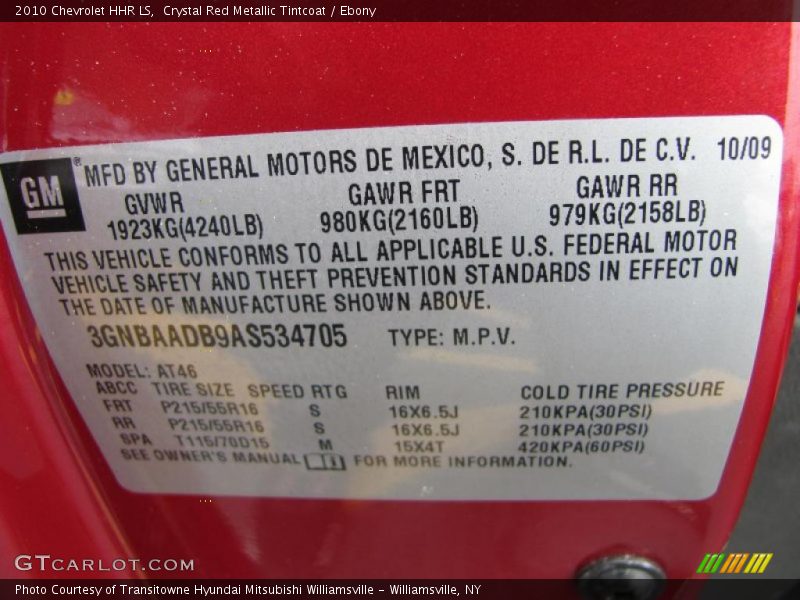 2010 Chevrolet HHR LS, Crystal Red Metallic Tintcoat / Ebony
GM® MFD BY GENERAL MOTORS DE MEXICO, S. DE R.L. DE C.V. 10/09
GVWR GAWR FRT GAWR RR
1923KG(4240LB) 980KG(2160LB) 979KG(2158LB)
THIS VEHICLE CONFORMS TO ALL APPLICABLE U.S. FEDERAL MOTOR
VEHICLE SAFETY AND THEFT PREVENTION STANDARDS IN EFFECT ON
THE DATE OF MANUFACTURE SHOWN ABOVE.
3GNBAADB9AS534705 TYPE: M.P.V.
MODEL: AT46
ABCC TIRE SIZE SPEED RTG RIM COLD TIRE PRESSURE
FRT P215/55R16 S 16X6.5J 210KPA(30PSI)
RR P215/55R16 S 16X6.5J 210KPA(30PSI)
SPA T115/70D15 M 15X4T 420KPA(60PSI)
SEE OWNER'S MANUAL FOR MORE INFORMATION.
GTCARLOT.COM
Photo Courtesy of Transitowne Hyundai Mitsubishi Williamsville - Williamsville, NY